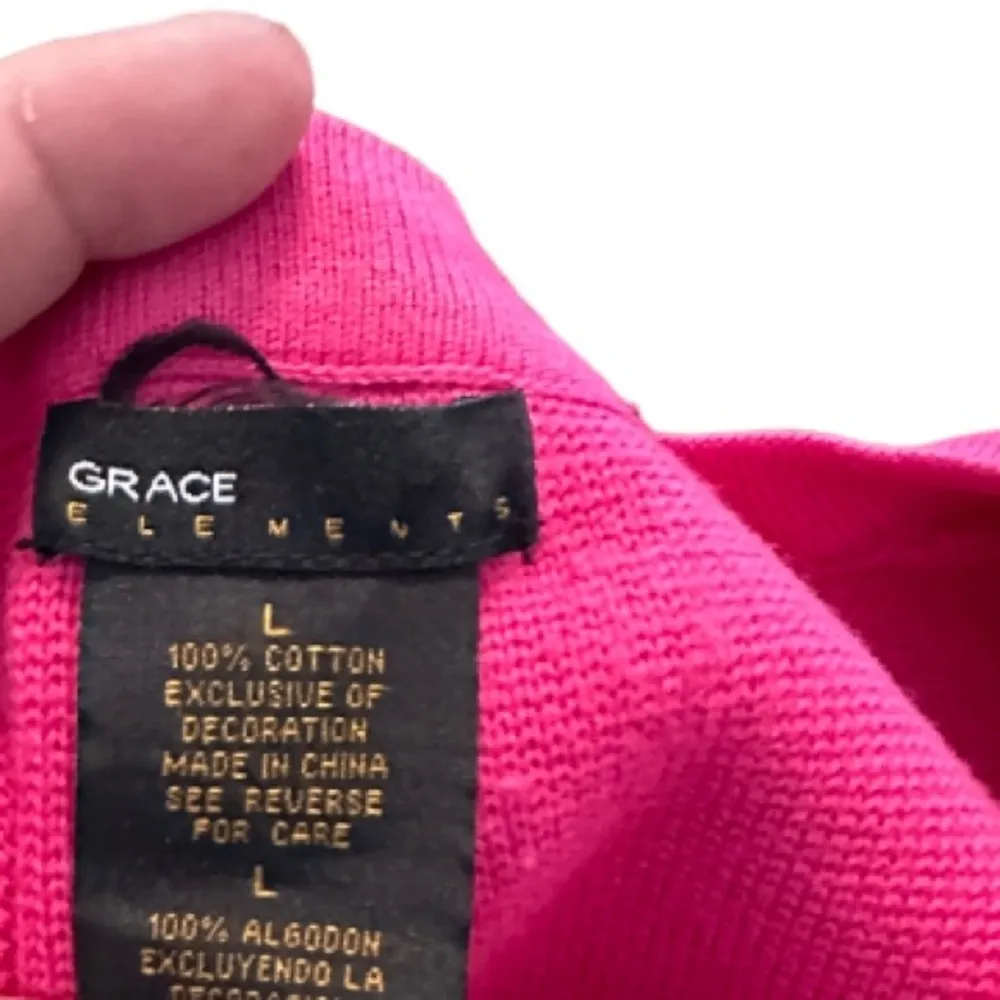 GRACE
ELEMENTS
L
100% COTTON
EXCLUSIVE OF
DECORATION
MADE IN CHINA
SEE REVERSE
FOR CARE
L
100% ALGODON
EXCLUYENDO LA